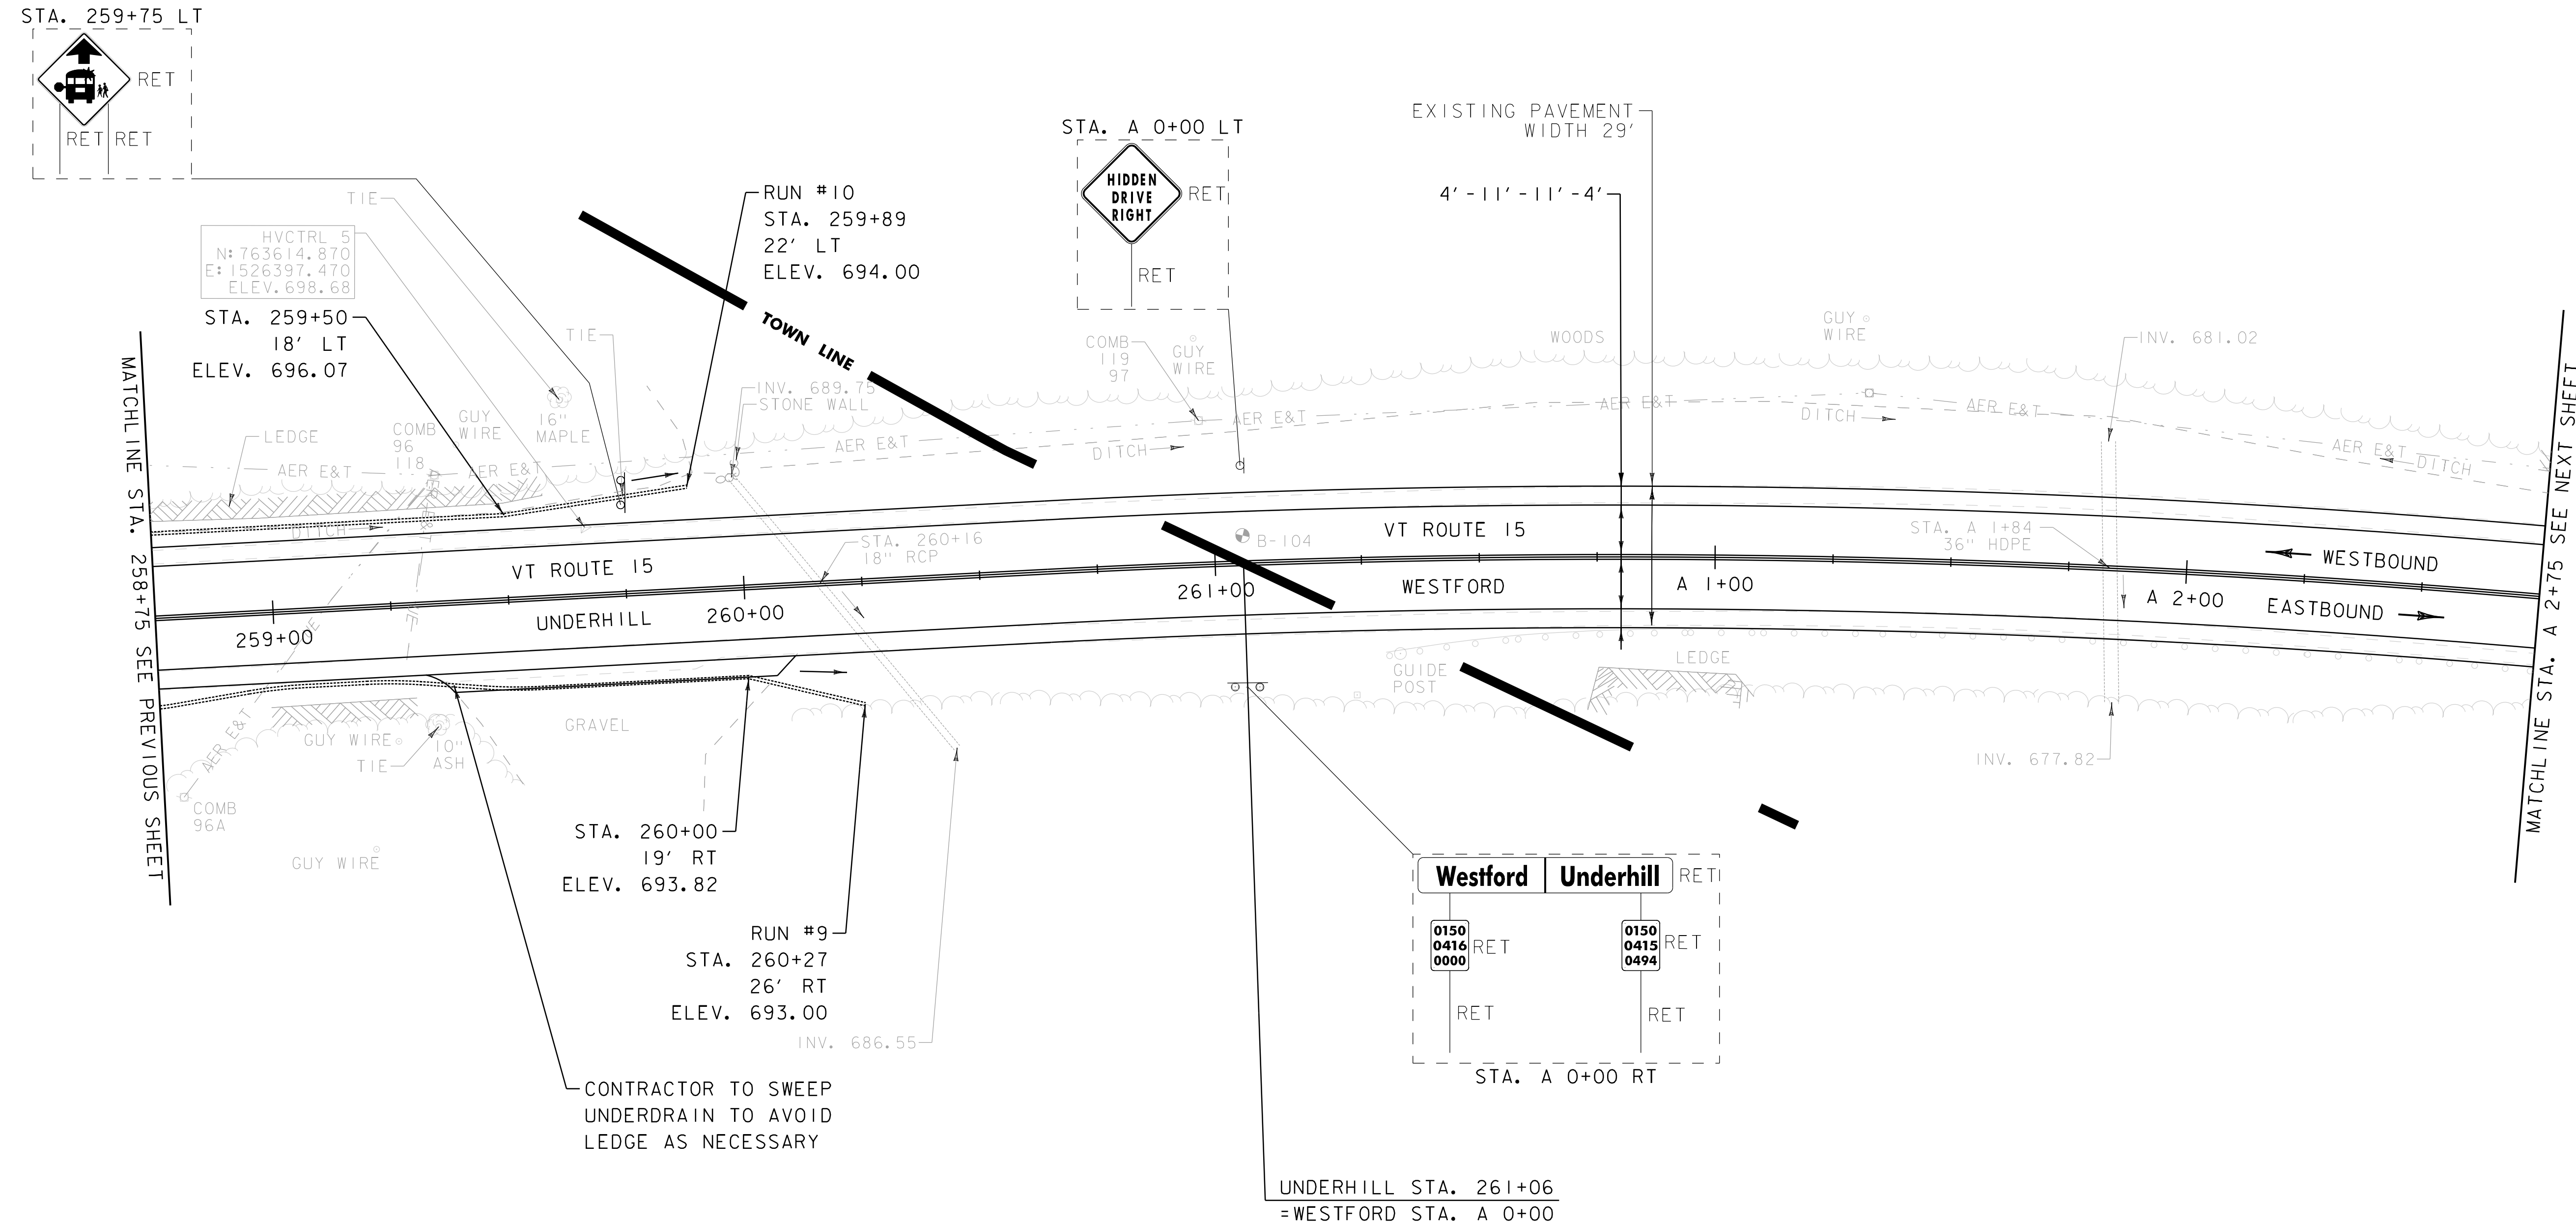 STA. 259+75 LT
RET
RET RET
TIE
HVCTRL 5
N:763614.870
E:1526397.470
ELEV.698.68
STA. 259+50
18' LT
ELEV. 696.07
RUN #10
STA. 259+89
22' LT
ELEV. 694.00
TOWN LINE
STA. A 0+00 LT
HIDDEN
DRIVE
RIGHT
RET
RET
EXISTING PAVEMENT
WIDTH 29'
4'-11'-11'-4'
TIE
COMB
119
97
GUY
WIRE
WOODS
GUY
WIRE
INV. 681.02
MATCHLINE STA. 258+75 SEE PREVIOUS SHEET
LEDGE
COMB
96
118
GUY
WIRE
16"
MAPLE
INV. 689.75
STONE WALL
AER E&T
AER E&T
AER E&T
AER E&T
AER E&T
AER E&T
AER E&T
DITCH
DITCH
DITCH
DITCH
VT ROUTE 15
UNDERHILL
259+00
260+00
STA. 260+16
18" RCP
B-104
261+00
VT ROUTE 15
WESTFORD
A 1+00
STA. A 1+84
36" HDPE
A 2+00
WESTBOUND
EASTBOUND
MATCHLINE STA. A 2+75 SEE NEXT SHEET
AER E&T
GUY WIRE
TIE
10"
ASH
GRAVEL
COMB
96A
GUY WIRE
GUIDE
POST
LEDGE
INV. 677.82
STA. 260+00
19' RT
ELEV. 693.82
RUN #9
STA. 260+27
26' RT
ELEV. 693.00
INV. 686.55
CONTRACTOR TO SWEEP
UNDERDRAIN TO AVOID
LEDGE AS NECESSARY
Westford Underhill RET
0150
0416
0000
RET
RET
0150
0415
0494
RET
RET
STA. A 0+00 RT
UNDERHILL STA. 261+06
=WESTFORD STA. A 0+00